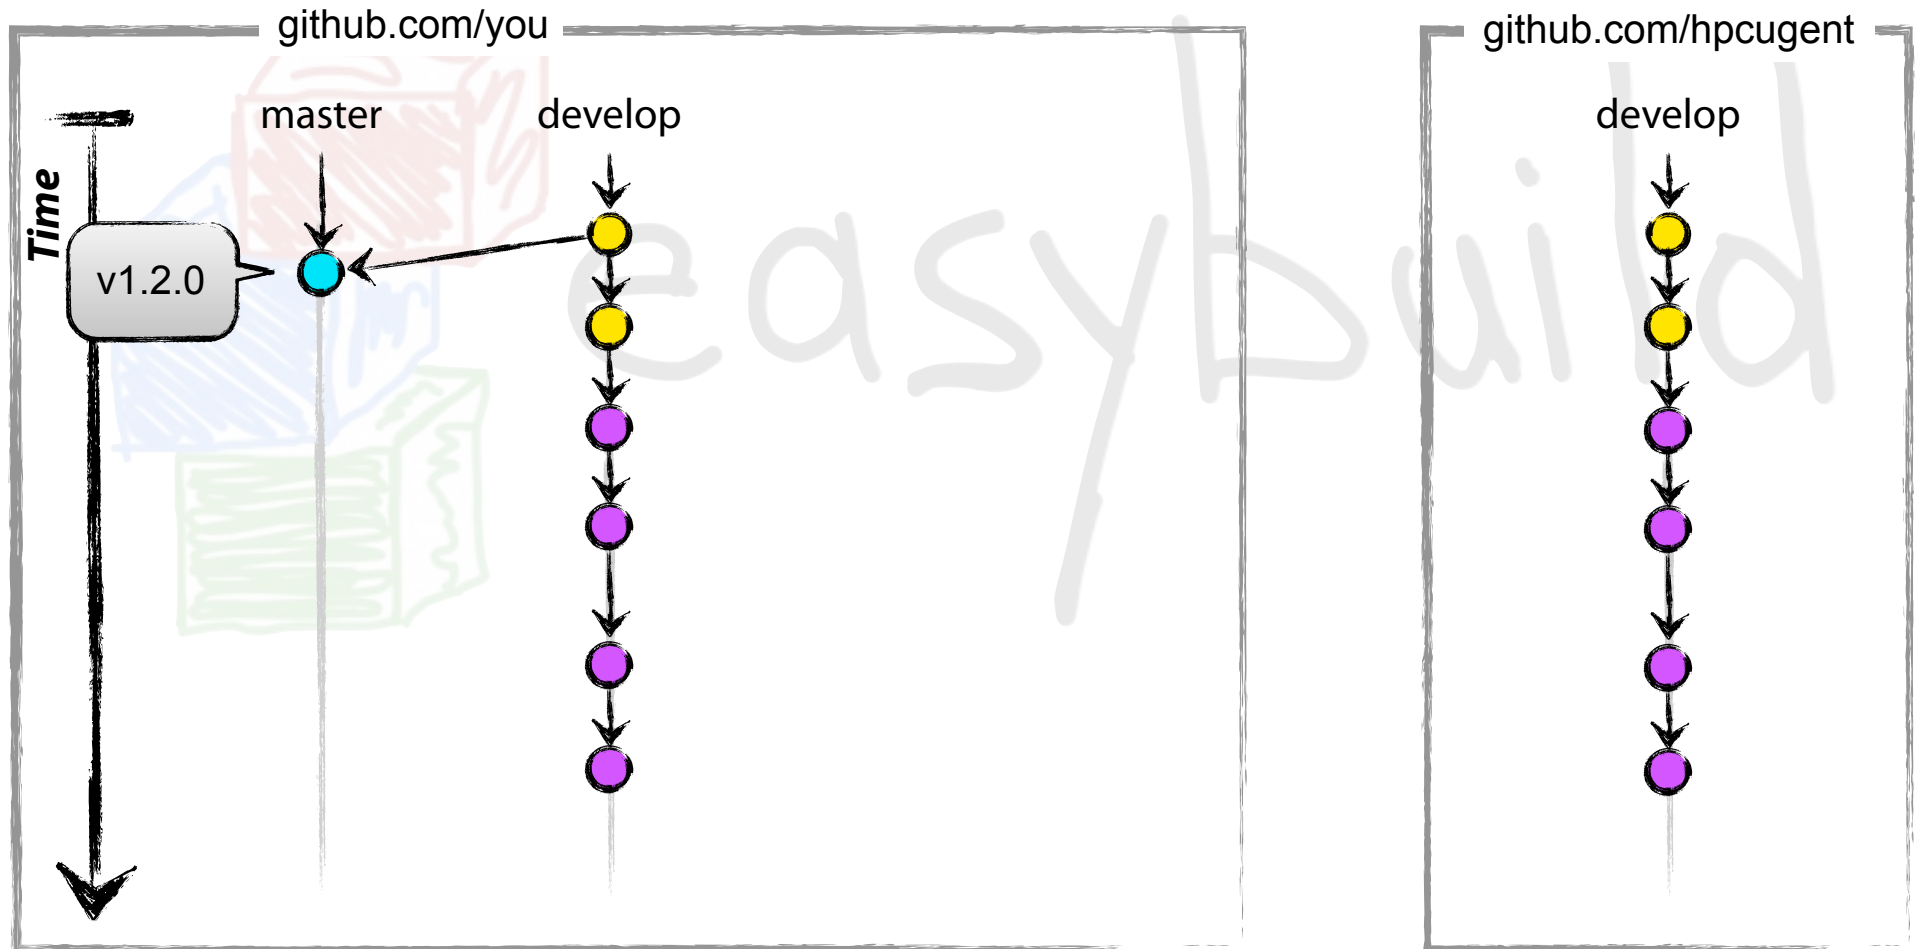 github.com/you
github.com/hpcugent
master
develop
develop
Time
v1.2.0
easybuild